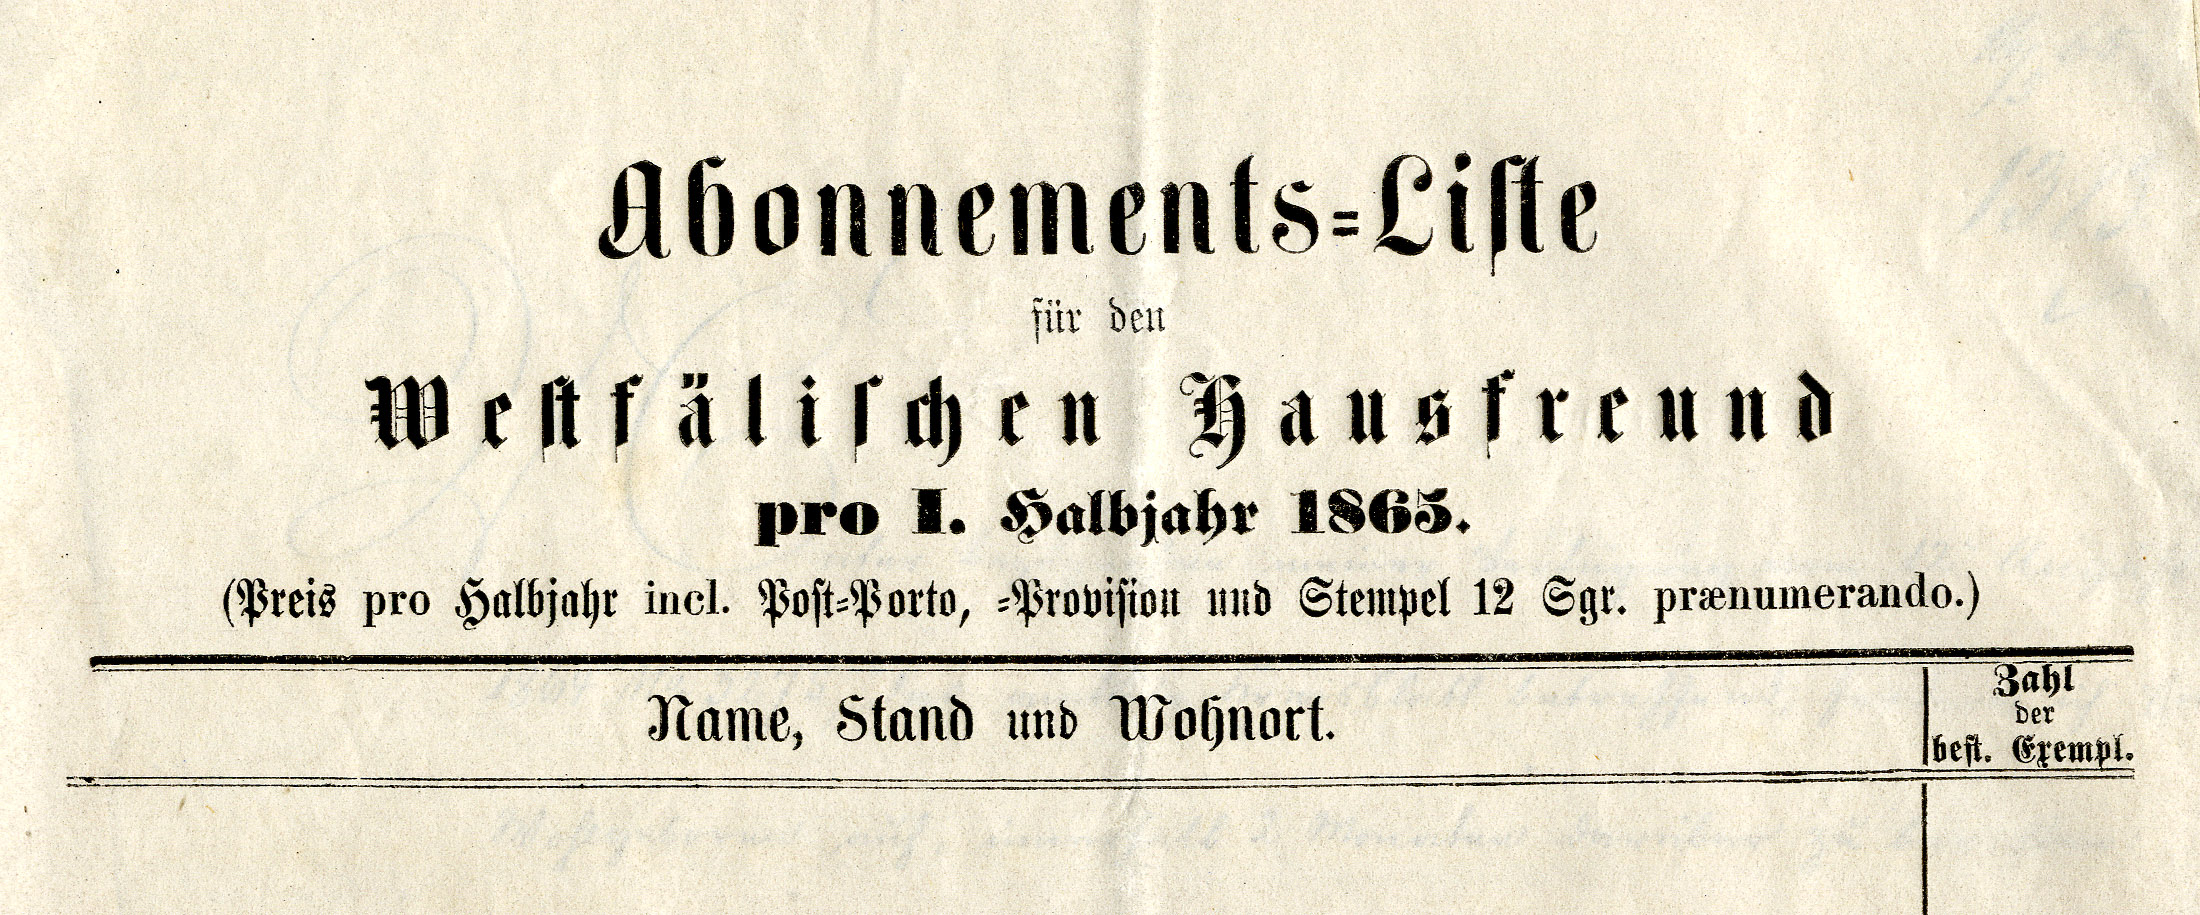 Abonnements=Liste
für den
Westfälischen Hausfreund
pro I. Halbjahr 1865.
(Preis pro Halbjahr incl. Post=Porto, =Provision und Stempel 12 Sgr. prænumerando.)
Name, Stand und Wohnort.
Zahl
der
best. Exempl.